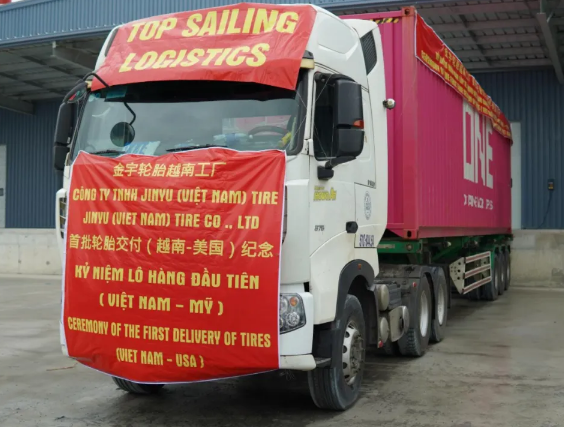 TOP SAILING
LOGISTICS
金宇轮胎越南工厂
CÔNG TY TNHH JINYU (VIỆT NAM) TIRE
JINYU (VIET NAM) TIRE CO ., LTD
首批轮胎交付（越南-美国）纪念
KỶ NIỆM LÔ HÀNG ĐẦU TIÊN
( VIỆT NAM - MỸ )
CEREMONY OF THE FIRST DELIVERY OF TIRES
(VIET NAM - USA )
ONE